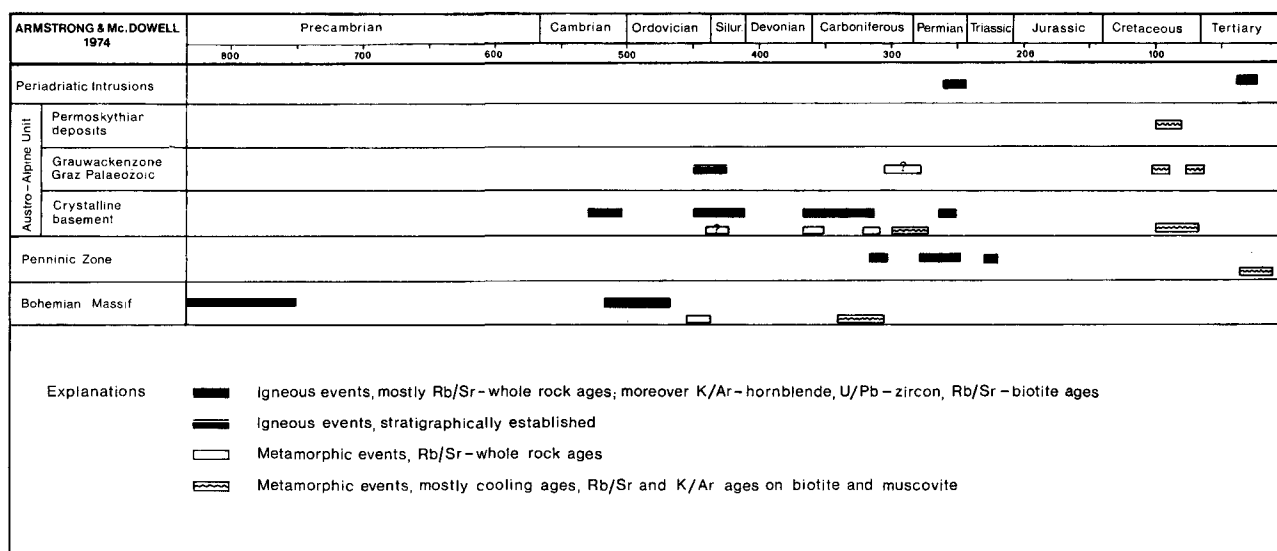 ARMSTRONG & Mc.DOWELL
1974
Precambrian
Cambrian
Ordovician
Silur.
Devonian
Carboniferous
Permian
Triassic
Jurassic
Cretaceous
Tertiary
800
700
600
500
400
300
200
100
Periadriatic Intrusions
Austro-Alpine Unit
Permoskythian
deposits
Grauwackenzone
Graz Palaeozoic
?
Crystalline
basement
?
Penninic Zone
Bohemian Massif
Explanations
Igneous events, mostly Rb/Sr-whole rock ages; moreover K/Ar-hornblende, U/Pb-zircon, Rb/Sr-biotite ages
Igneous events, stratigraphically established
Metamorphic events, Rb/Sr-whole rock ages
Metamorphic events, mostly cooling ages, Rb/Sr and K/Ar ages on biotite and muscovite